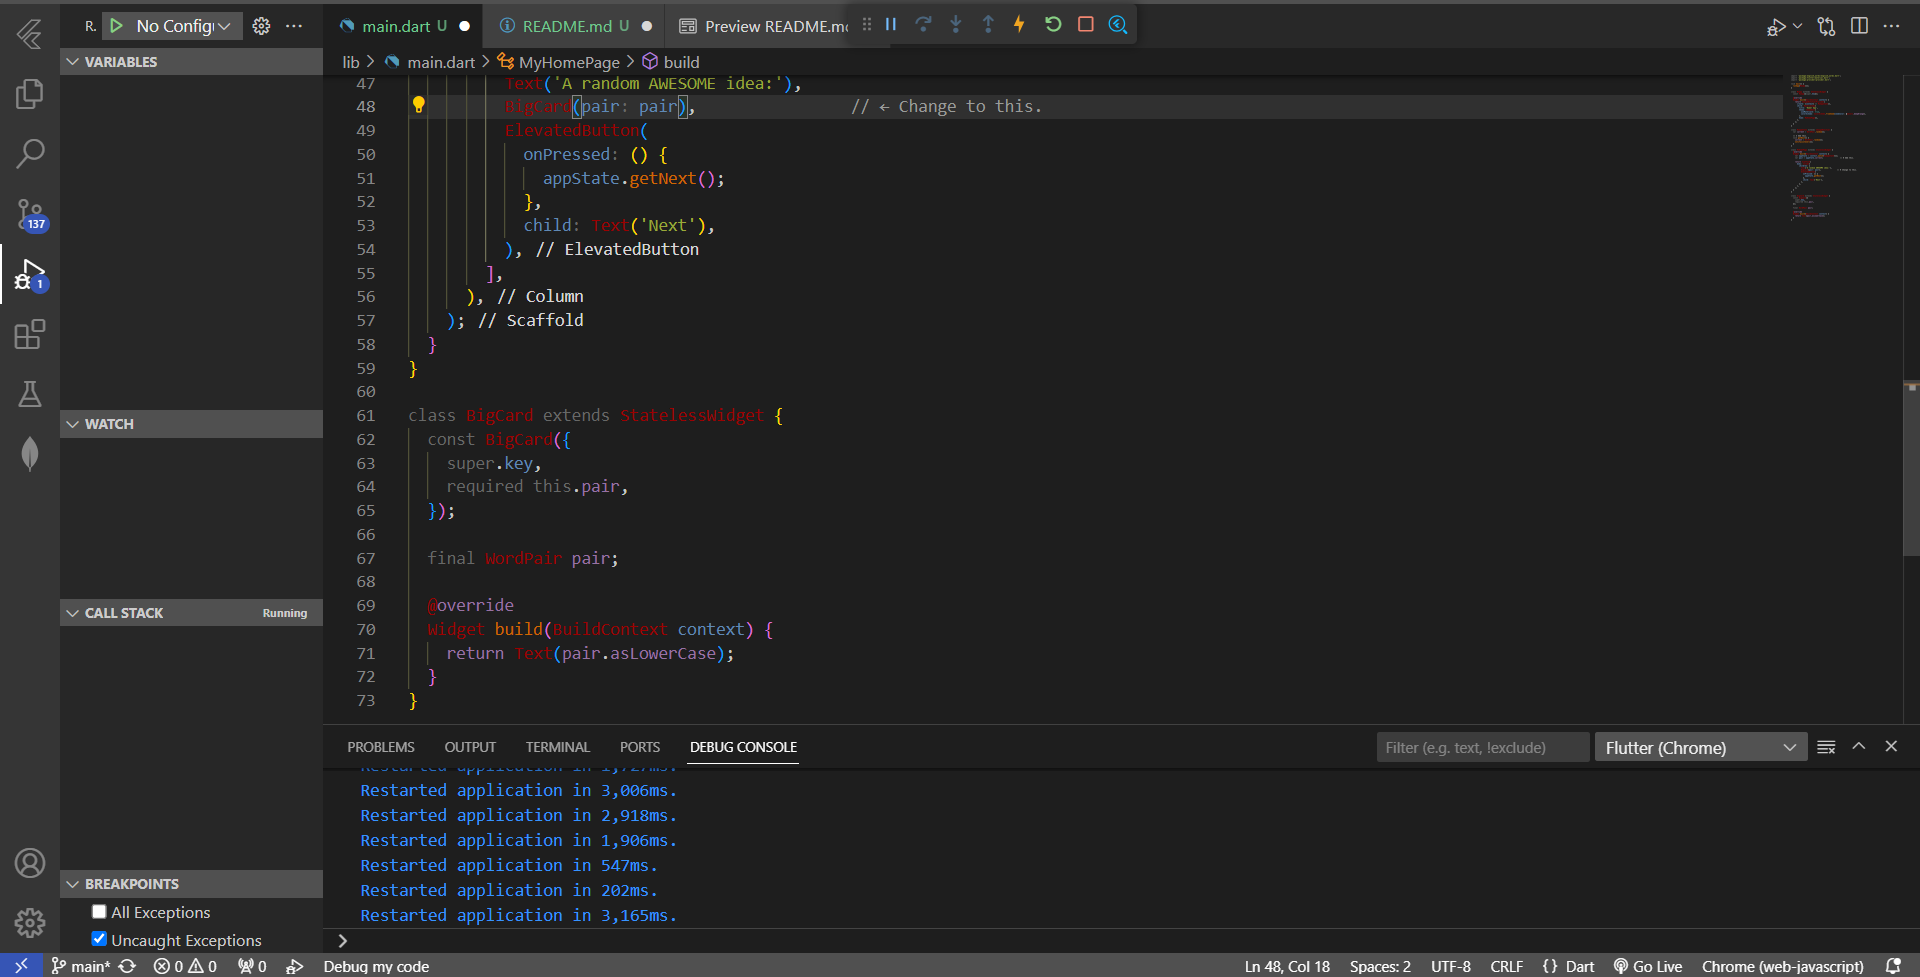 R. No Config
main.dart U
README.md U
Preview README.md
VARIABLES
lib > main.dart > MyHomePage > build
47 Text('A random AWESOME idea:'),
48 BigCard(pair: pair), // ← Change to this.
49 ElevatedButton(
50 onPressed: () {
51 appState.getNext();
52 },
53 child: Text('Next'),
54 ), // ElevatedButton
55 ],
56 ), // Column
57 ); // Scaffold
58 }
59 }
60
61 class BigCard extends StatelessWidget {
62 const BigCard({
63 super.key,
64 required this.pair,
65 });
66
67 final WordPair pair;
68
69 @override
70 Widget build(BuildContext context) {
71 return Text(pair.asLowerCase);
72 }
73 }
137
1
WATCH
CALL STACK Running
BREAKPOINTS
All Exceptions
Uncaught Exceptions
PROBLEMS OUTPUT TERMINAL PORTS DEBUG CONSOLE
Filter (e.g. text, !exclude)
Flutter (Chrome)
Restarted application in 1,727ms.
Restarted application in 3,006ms.
Restarted application in 2,918ms.
Restarted application in 1,906ms.
Restarted application in 547ms.
Restarted application in 202ms.
Restarted application in 3,165ms.
>
main* 0 0 0 Debug my code Ln 48, Col 18 Spaces: 2 UTF-8 CRLF {} Dart Go Live Chrome (web-javascript)